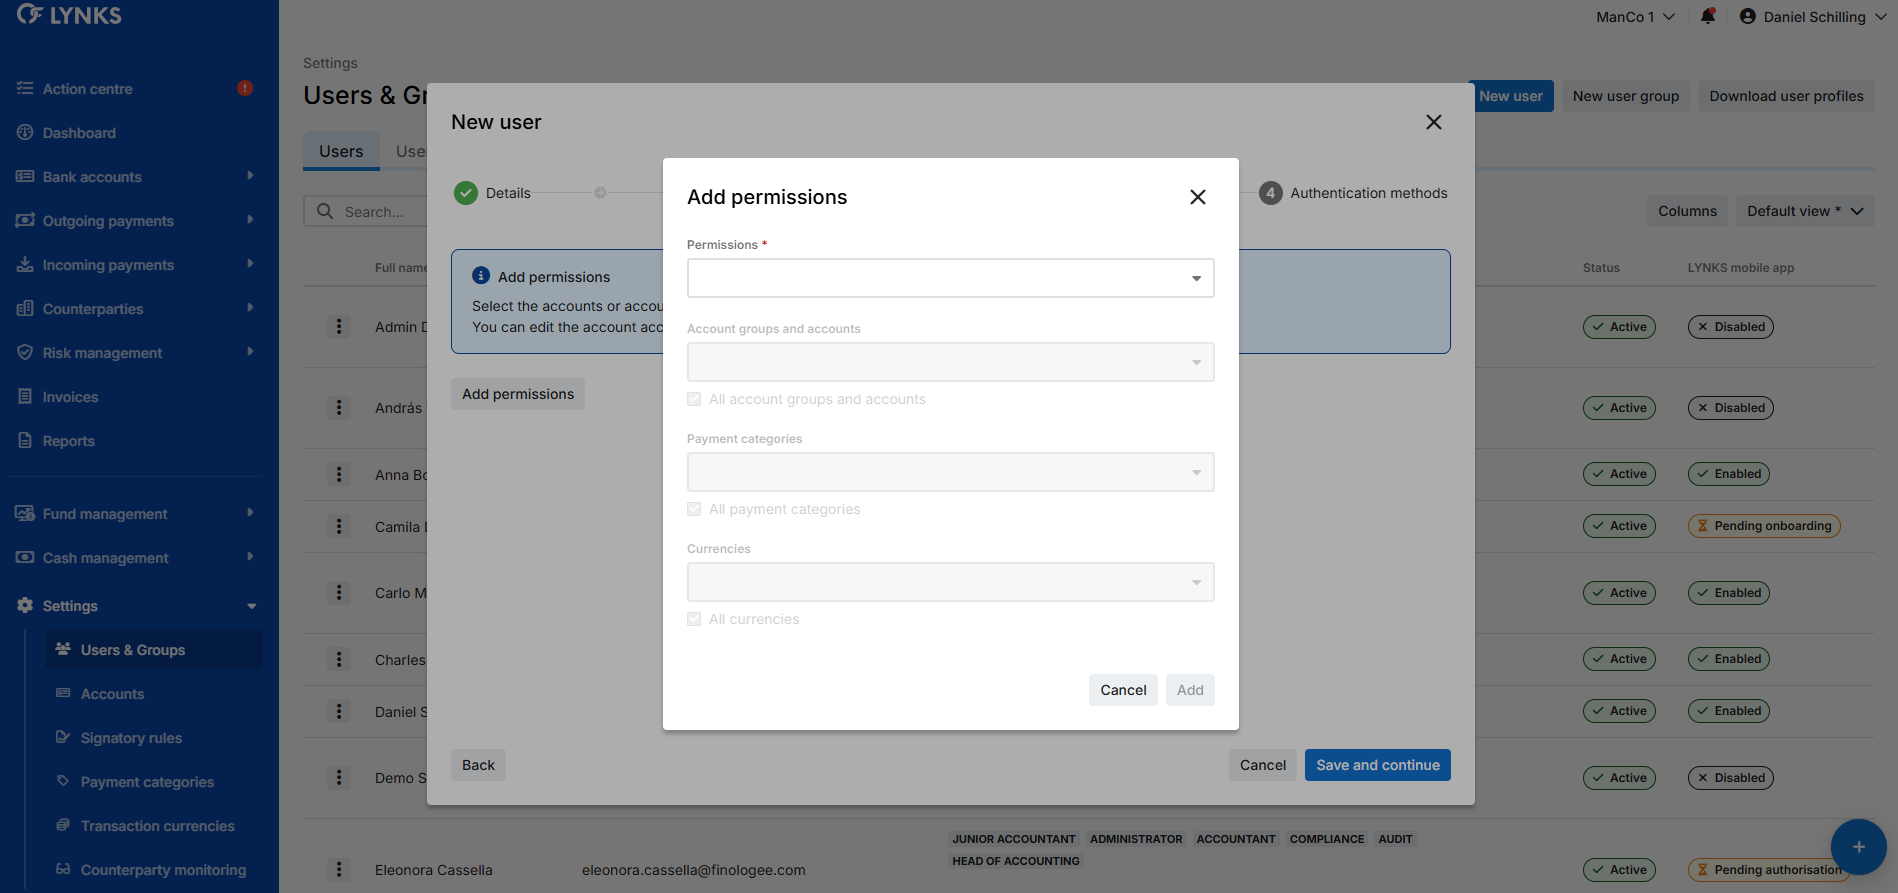 LYNKS
ManCo 1
Daniel Schilling
Action centre
Dashboard
Bank accounts
Outgoing payments
Incoming payments
Counterparties
Risk management
Invoices
Reports
Fund management
Cash management
Settings
Users & Groups
Accounts
Signatory rules
Payment categories
Transaction currencies
Counterparty monitoring
Settings
Users & Gr
New user
New user group
Download user profiles
Users
Use
Search...
Columns
Default view *
Full name
Status
LYNKS mobile app
Admin D
Active
Disabled
András
Active
Disabled
Anna Bo
Active
Enabled
Camila
Active
Pending onboarding
Carlo M
Active
Enabled
Charles
Active
Enabled
Daniel S
Active
Enabled
Demo S
Active
Disabled
Eleonora Cassella
eleonora.cassella@finologee.com
JUNIOR ACCOUNTANT ADMINISTRATOR ACCOUNTANT COMPLIANCE AUDIT
HEAD OF ACCOUNTING
Active
Pending authorisation
+
New user
Details
4 Authentication methods
Add permissions
Select the accounts or accou
You can edit the account acc
Add permissions
Back
Cancel
Save and continue
Add permissions
Permissions *
Account groups and accounts
All account groups and accounts
Payment categories
All payment categories
Currencies
All currencies
Cancel
Add